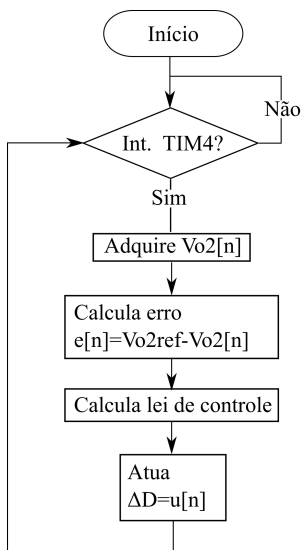 Início
Não
Int. TIM4?
Sim
Adquire Vo2[n]
Calcula erro
e[n]=Vo2ref-Vo2[n]
Calcula lei de controle
Atua
ΔD=u[n]